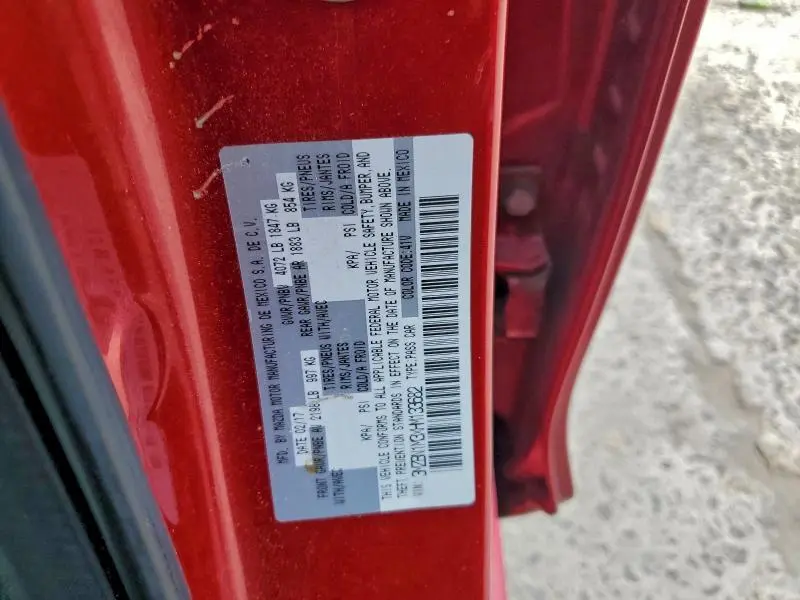 MFD. BY MAZDA MOTOR MANUFACTURING DE MEXICO S.A. DE C.V.
DATE 02/17 GVWR/PNBV 4072 LB 1847 KG
FRONT GAWR/PNBE AV 2198 LB 997 KG REAR GAWR/PNBE AR 1883 LB 854 KG
WITH/AVEC TIRES/PNEUS WITH/AVEC TIRES/PNEUS
RIMS/JANTES RIMS/JANTES
KPA/ PSI COLD/A FROID KPA/ PSI COLD/A FROID
THIS VEHICLE CONFORMS TO ALL APPLICABLE FEDERAL MOTOR VEHICLE SAFETY, BUMPER, AND
THEFT PREVENTION STANDARDS IN EFFECT ON THE DATE OF MANUFACTURE SHOWN ABOVE.
VIN: 3MZBN1M3XHM133682 TYPE:PASS CAR COLOR CODE:41V MADE IN MEXICO